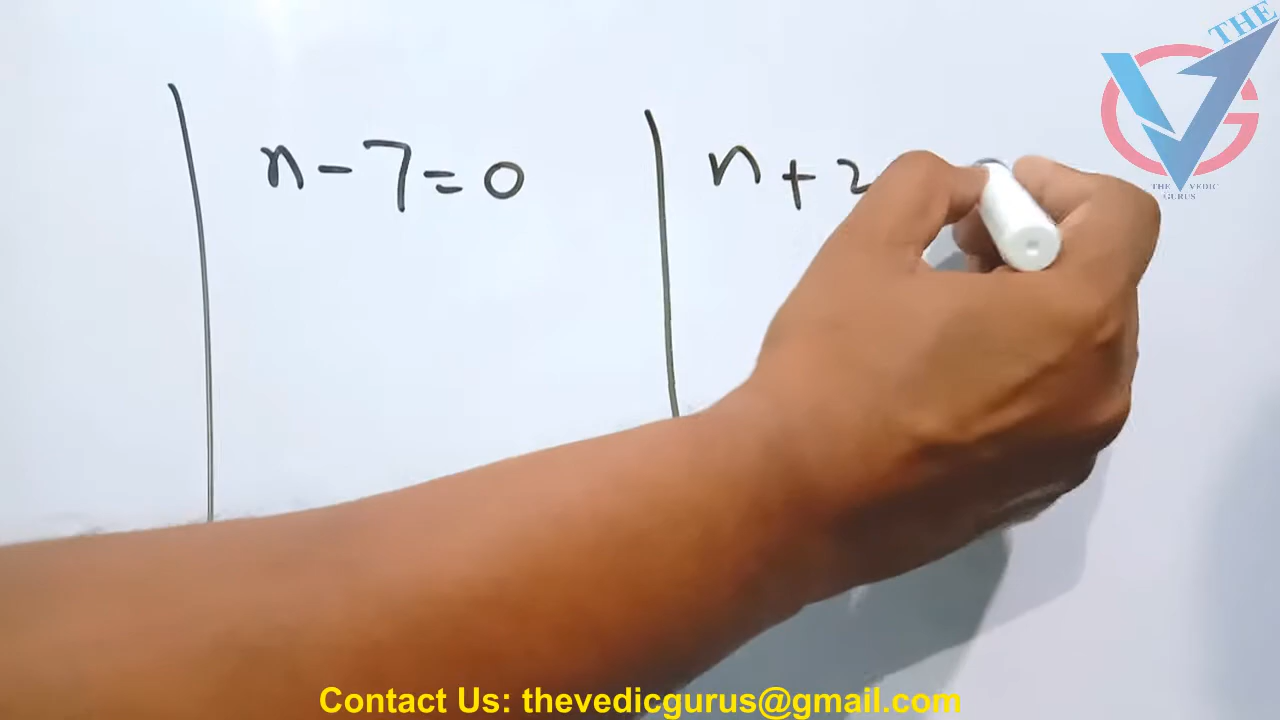 THE
n - 7 = 0
n + 2
THE VEDIC
GURUS
Contact Us: thevedicgurus@gmail.com